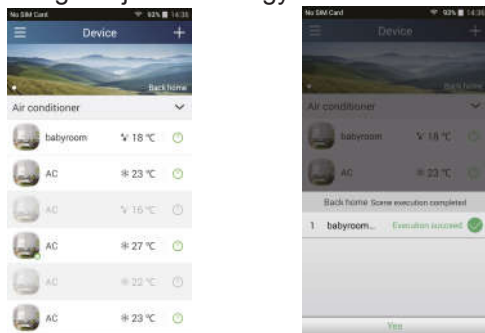 No SIM Card 92% 14:35
Device
Back home
Air conditioner
babyroom 18 ℃
AC 23 ℃
AC 16 ℃
AC 27 ℃
AC 22 ℃
AC 23 ℃
No SIM Card 93% 14:36
Device
Back home
Air conditioner
babyroom 18 ℃
AC 23 ℃
Back home Scene execution completed
1 babyroom... Execution succeed
Yes